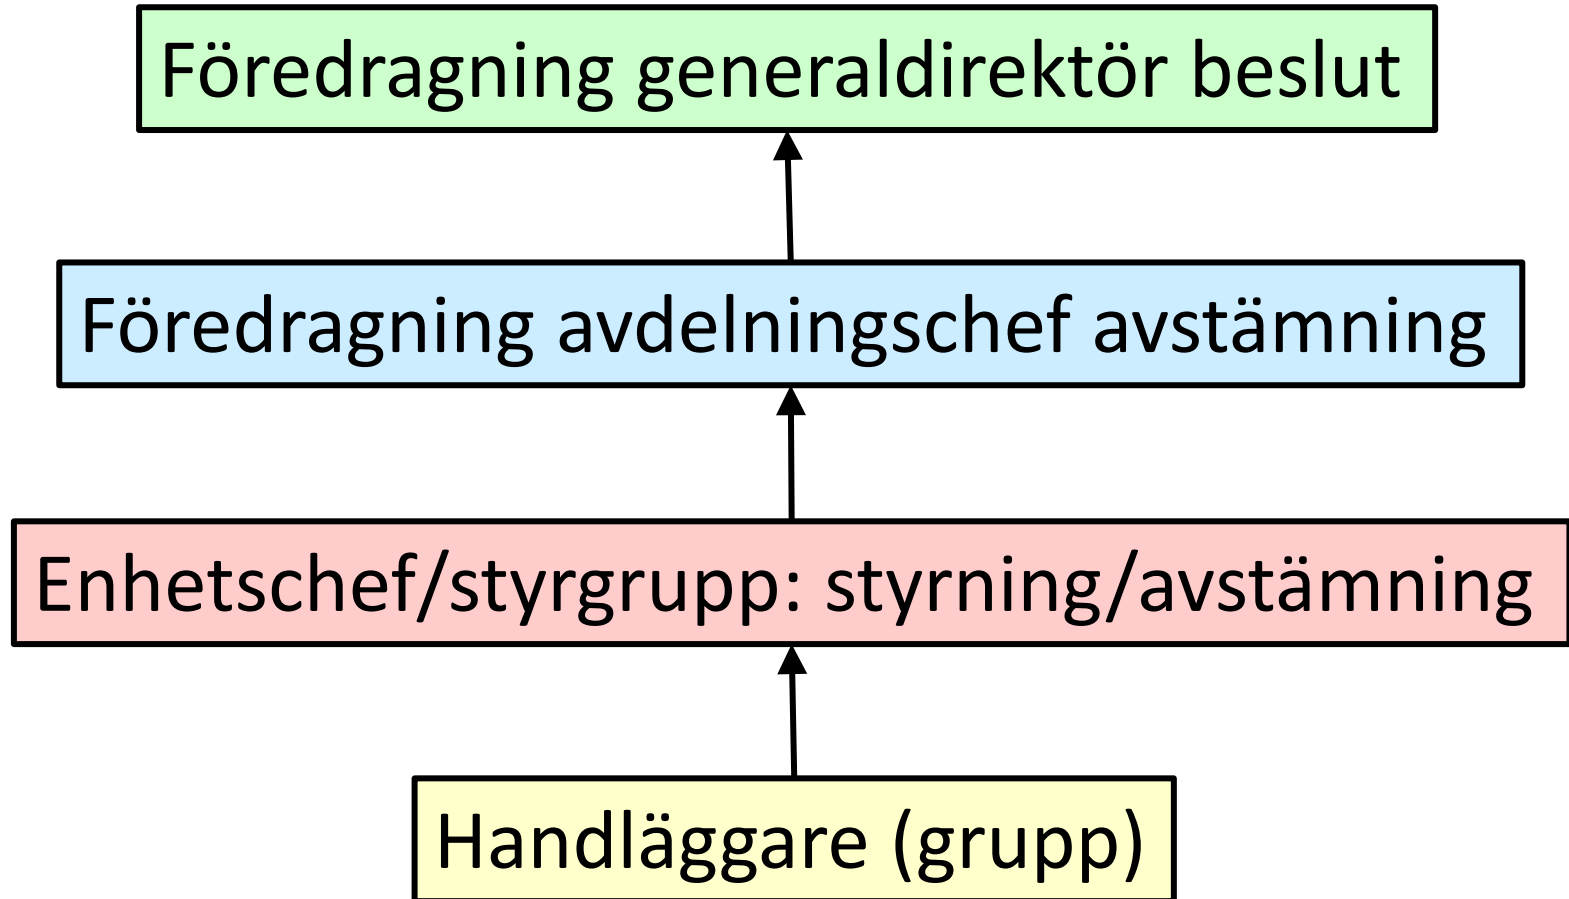 Föredragning generaldirektör beslut
Föredragning avdelningschef avstämning
Enhetschef/styrgrupp: styrning/avstämning
Handläggare (grupp)